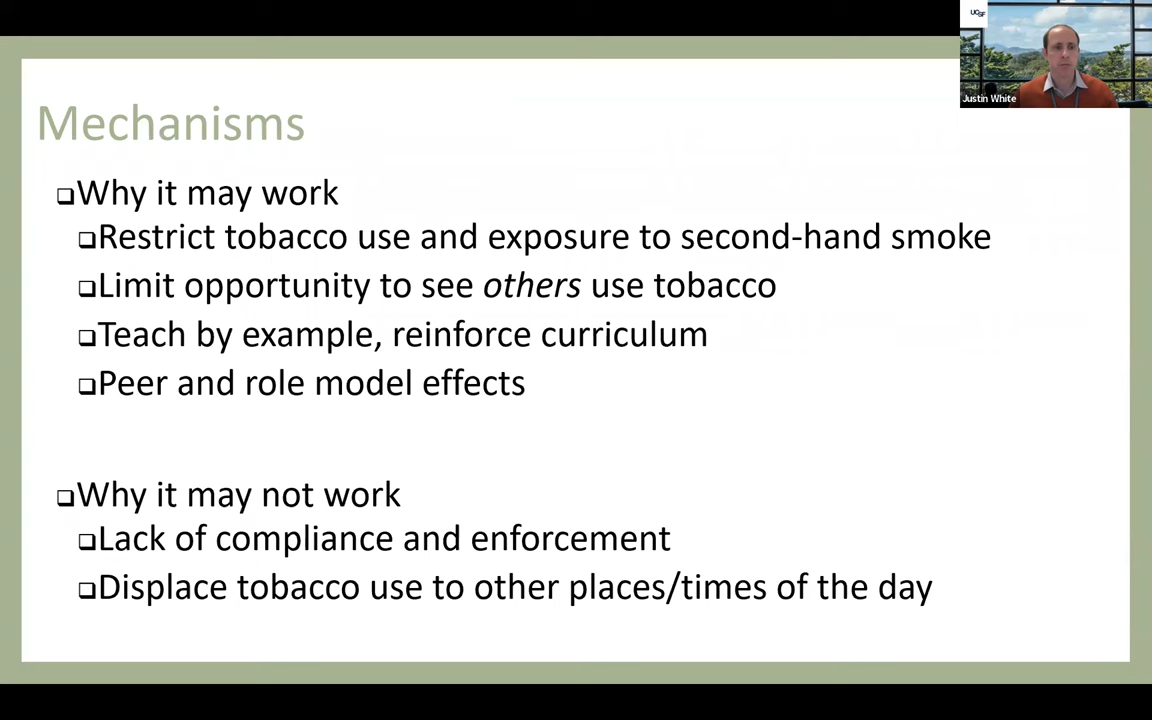 UCSF
Justin White
Mechanisms
Why it may work
Restrict tobacco use and exposure to second-hand smoke
Limit opportunity to see others use tobacco
Teach by example, reinforce curriculum
Peer and role model effects
Why it may not work
Lack of compliance and enforcement
Displace tobacco use to other places/times of the day